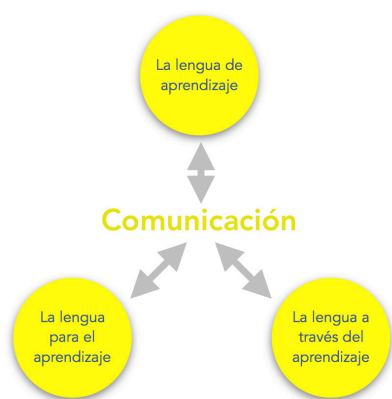 La lengua de
aprendizaje
Comunicación
La lengua
para el
aprendizaje
La lengua a
través del
aprendizaje